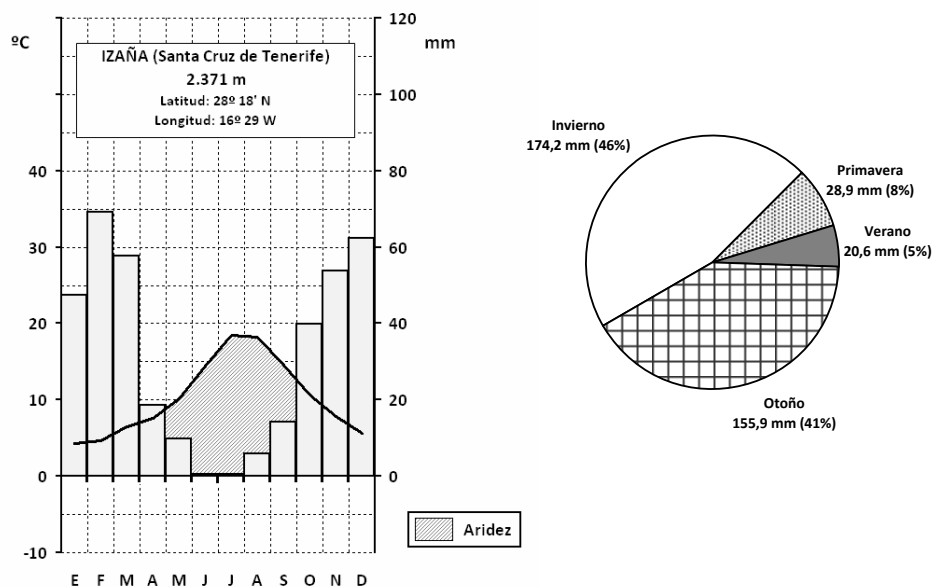 ºC
mm
IZAÑA (Santa Cruz de Tenerife)
2.371 m
Latitud: 28º 18' N
Longitud: 16º 29 W
40
30
20
10
0
-10
120
100
80
60
40
20
0
E F M A M J J A S O N D
Aridez
Invierno
174,2 mm (46%)
Primavera
28,9 mm (8%)
Verano
20,6 mm (5%)
Otoño
155,9 mm (41%)